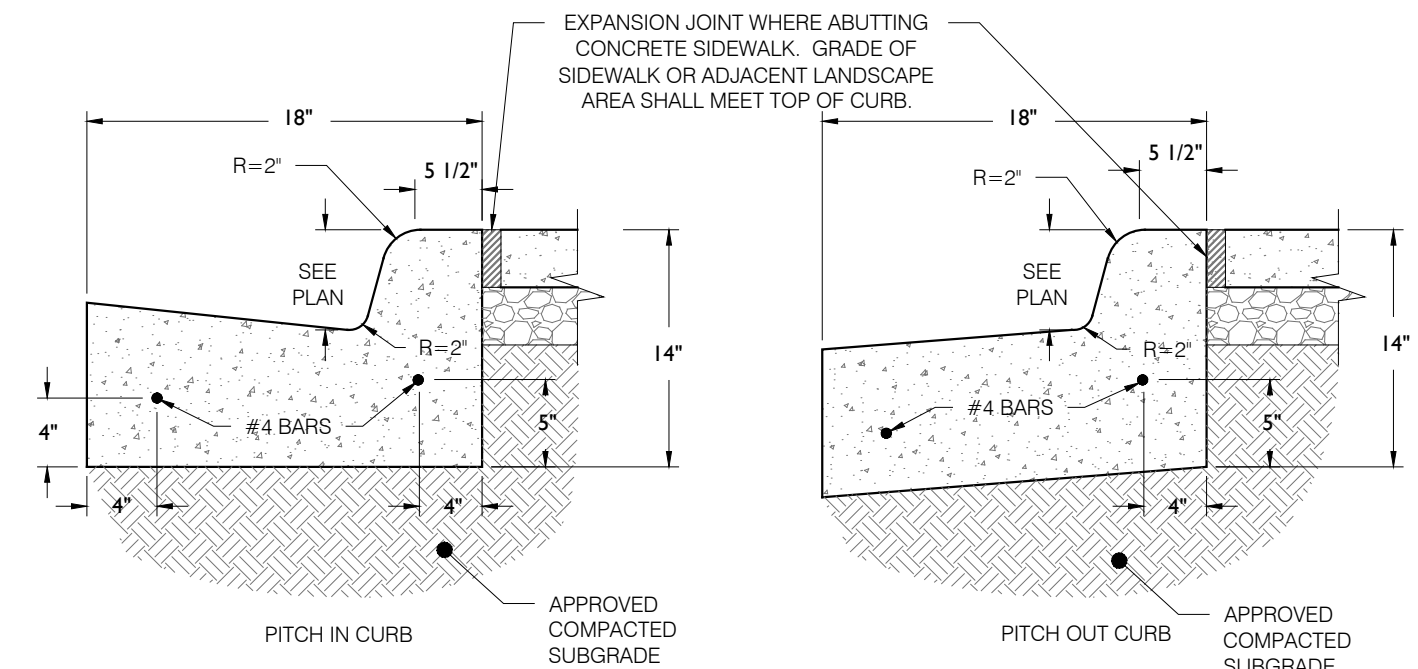 EXPANSION JOINT WHERE ABUTTING
CONCRETE SIDEWALK. GRADE OF
SIDEWALK OR ADJACENT LANDSCAPE
AREA SHALL MEET TOP OF CURB.
18"
R=2"
5 1/2"
SEE
PLAN
R=2"
14"
#4 BARS
5"
4"
4"
4"
APPROVED
COMPACTED
SUBGRADE
PITCH IN CURB
18"
5 1/2"
R=2"
SEE
PLAN
R=2"
14"
#4 BARS
5"
4"
APPROVED
COMPACTED
SUBGRADE
PITCH OUT CURB